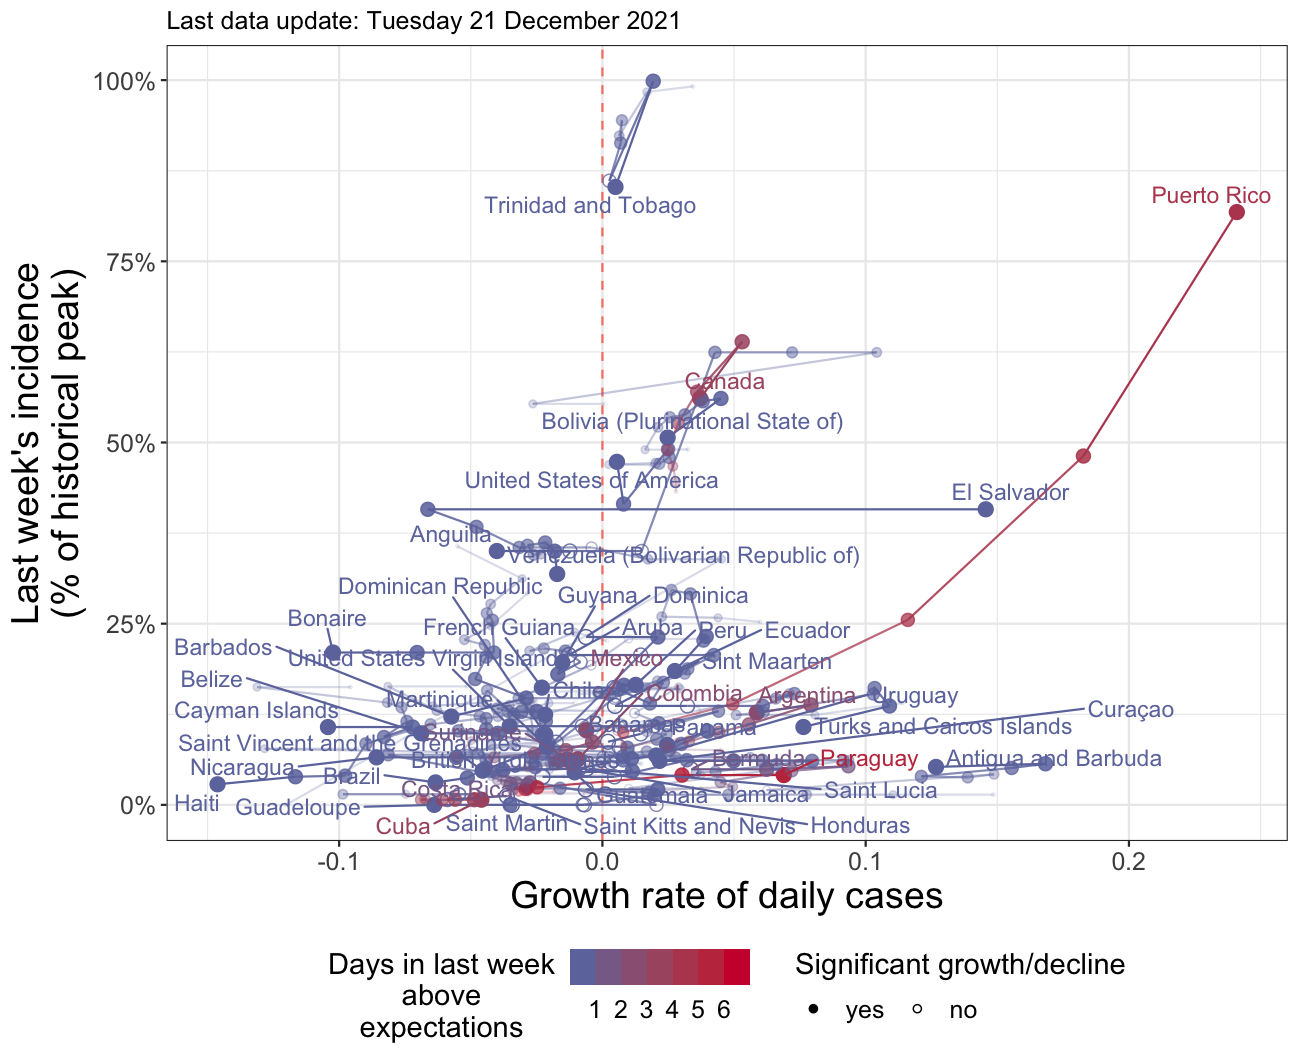 Last data update: Tuesday 21 December 2021
Last week's incidence
(% of historical peak)
100%
75%
50%
25%
0%
Trinidad and Tobago
Puerto Rico
Canada
Bolivia (Plurinational State of)
United States of America
El Salvador
Anguilla
Venezuela (Bolivarian Republic of)
Dominican Republic
Guyana
Dominica
Bonaire
French Guiana
Aruba
Peru
Ecuador
Barbados
United States Virgin Islands
Mexico
Sint Maarten
Belize
Martinique
Chile
Colombia
Argentina
Uruguay
Cayman Islands
Curaçao
Suriname
Bahamas
Panama
Turks and Caicos Islands
Saint Vincent and the Grenadines
Nicaragua
British Virgin Islands
Bermuda
Paraguay
Antigua and Barbuda
Brazil
Costa Rica
Guatemala
Jamaica
Saint Lucia
Haiti
Guadeloupe
Cuba
Saint Martin
Saint Kitts and Nevis
Honduras
-0.1
0.0
0.1
0.2
Growth rate of daily cases
Days in last week
above
expectations
1 2 3 4 5 6
Significant growth/decline
yes
no